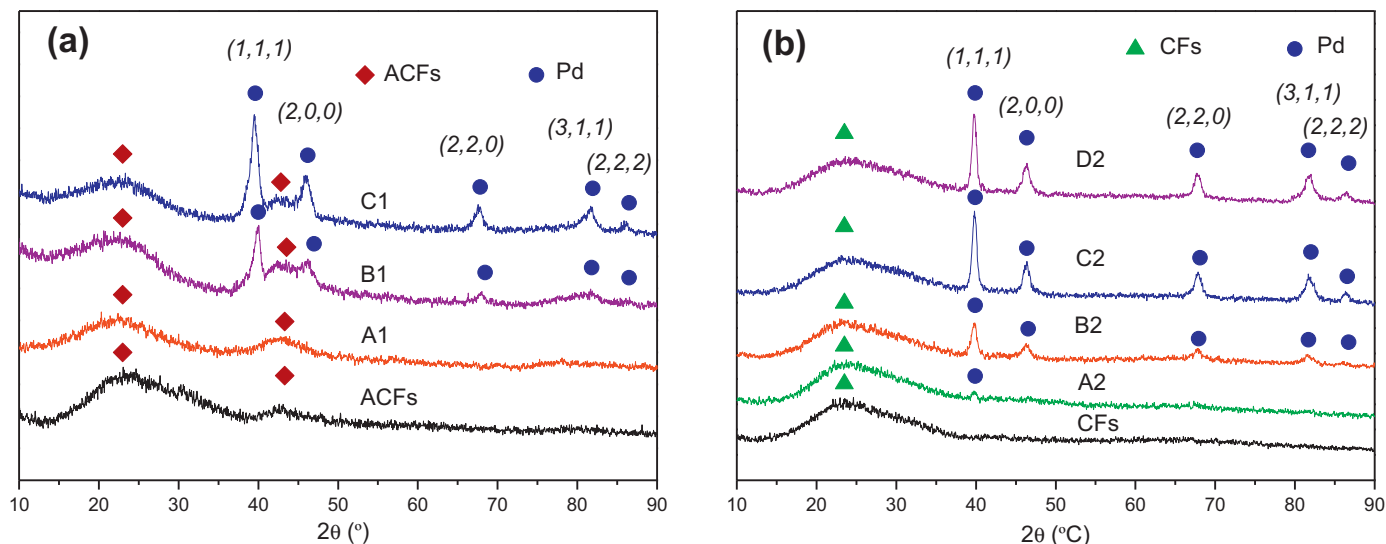 (a)
(1,1,1)
ACFs
Pd
(2,0,0)
(2,2,0)
(3,1,1)
(2,2,2)
C1
B1
A1
ACFs
10 20 30 40 50 60 70 80 90
2θ (º)
(b)
CFs
Pd
(1,1,1)
(2,0,0)
(2,2,0)
(3,1,1)
(2,2,2)
D2
C2
B2
A2
CFs
10 20 30 40 50 60 70 80 90
2θ (ºC)